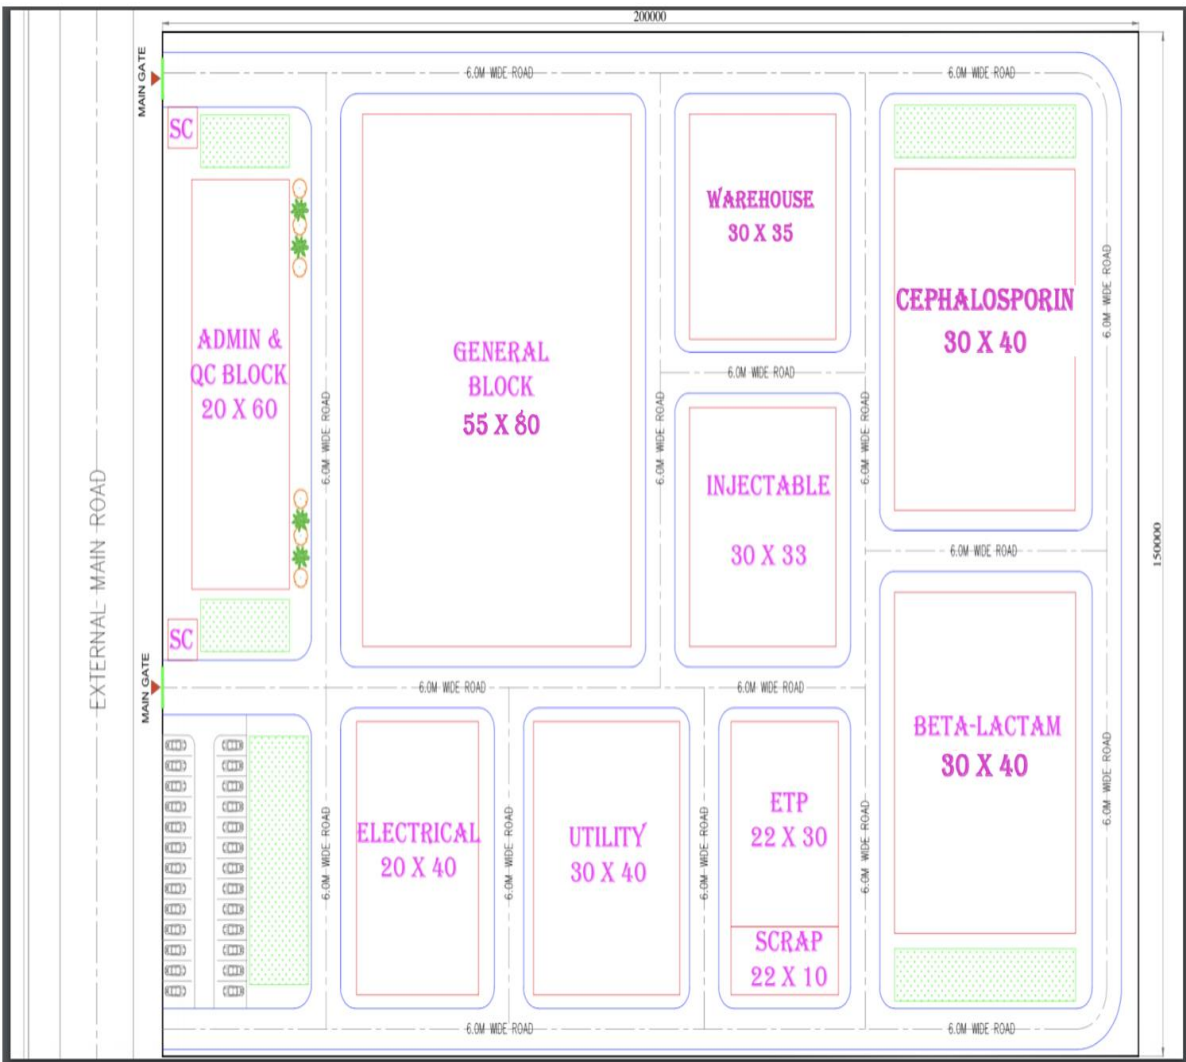 200000
MAIN GATE
6.0M WIDE ROAD
6.0M WIDE ROAD
SC
WAREHOUSE
30 X 35
CEPHALOSPORIN
30 X 40
6.0M WIDE ROAD
ADMIN &
QC BLOCK
20 X 60
GENERAL
BLOCK
55 X 80
6.0M WIDE ROAD
6.0M WIDE ROAD
6.0M WIDE ROAD
6.0M WIDE ROAD
INJECTABLE
30 X 33
EXTERNAL MAIN ROAD
6.0M WIDE ROAD
150000
SC
MAIN GATE
6.0M WIDE ROAD
6.0M WIDE ROAD
BETA-LACTAM
30 X 40
6.0M WIDE ROAD
ELECTRICAL
20 X 40
UTILITY
30 X 40
ETP
22 X 30
6.0M WIDE ROAD
6.0M WIDE ROAD
6.0M WIDE ROAD
6.0M WIDE ROAD
SCRAP
22 X 10
6.0M WIDE ROAD
6.0M WIDE ROAD